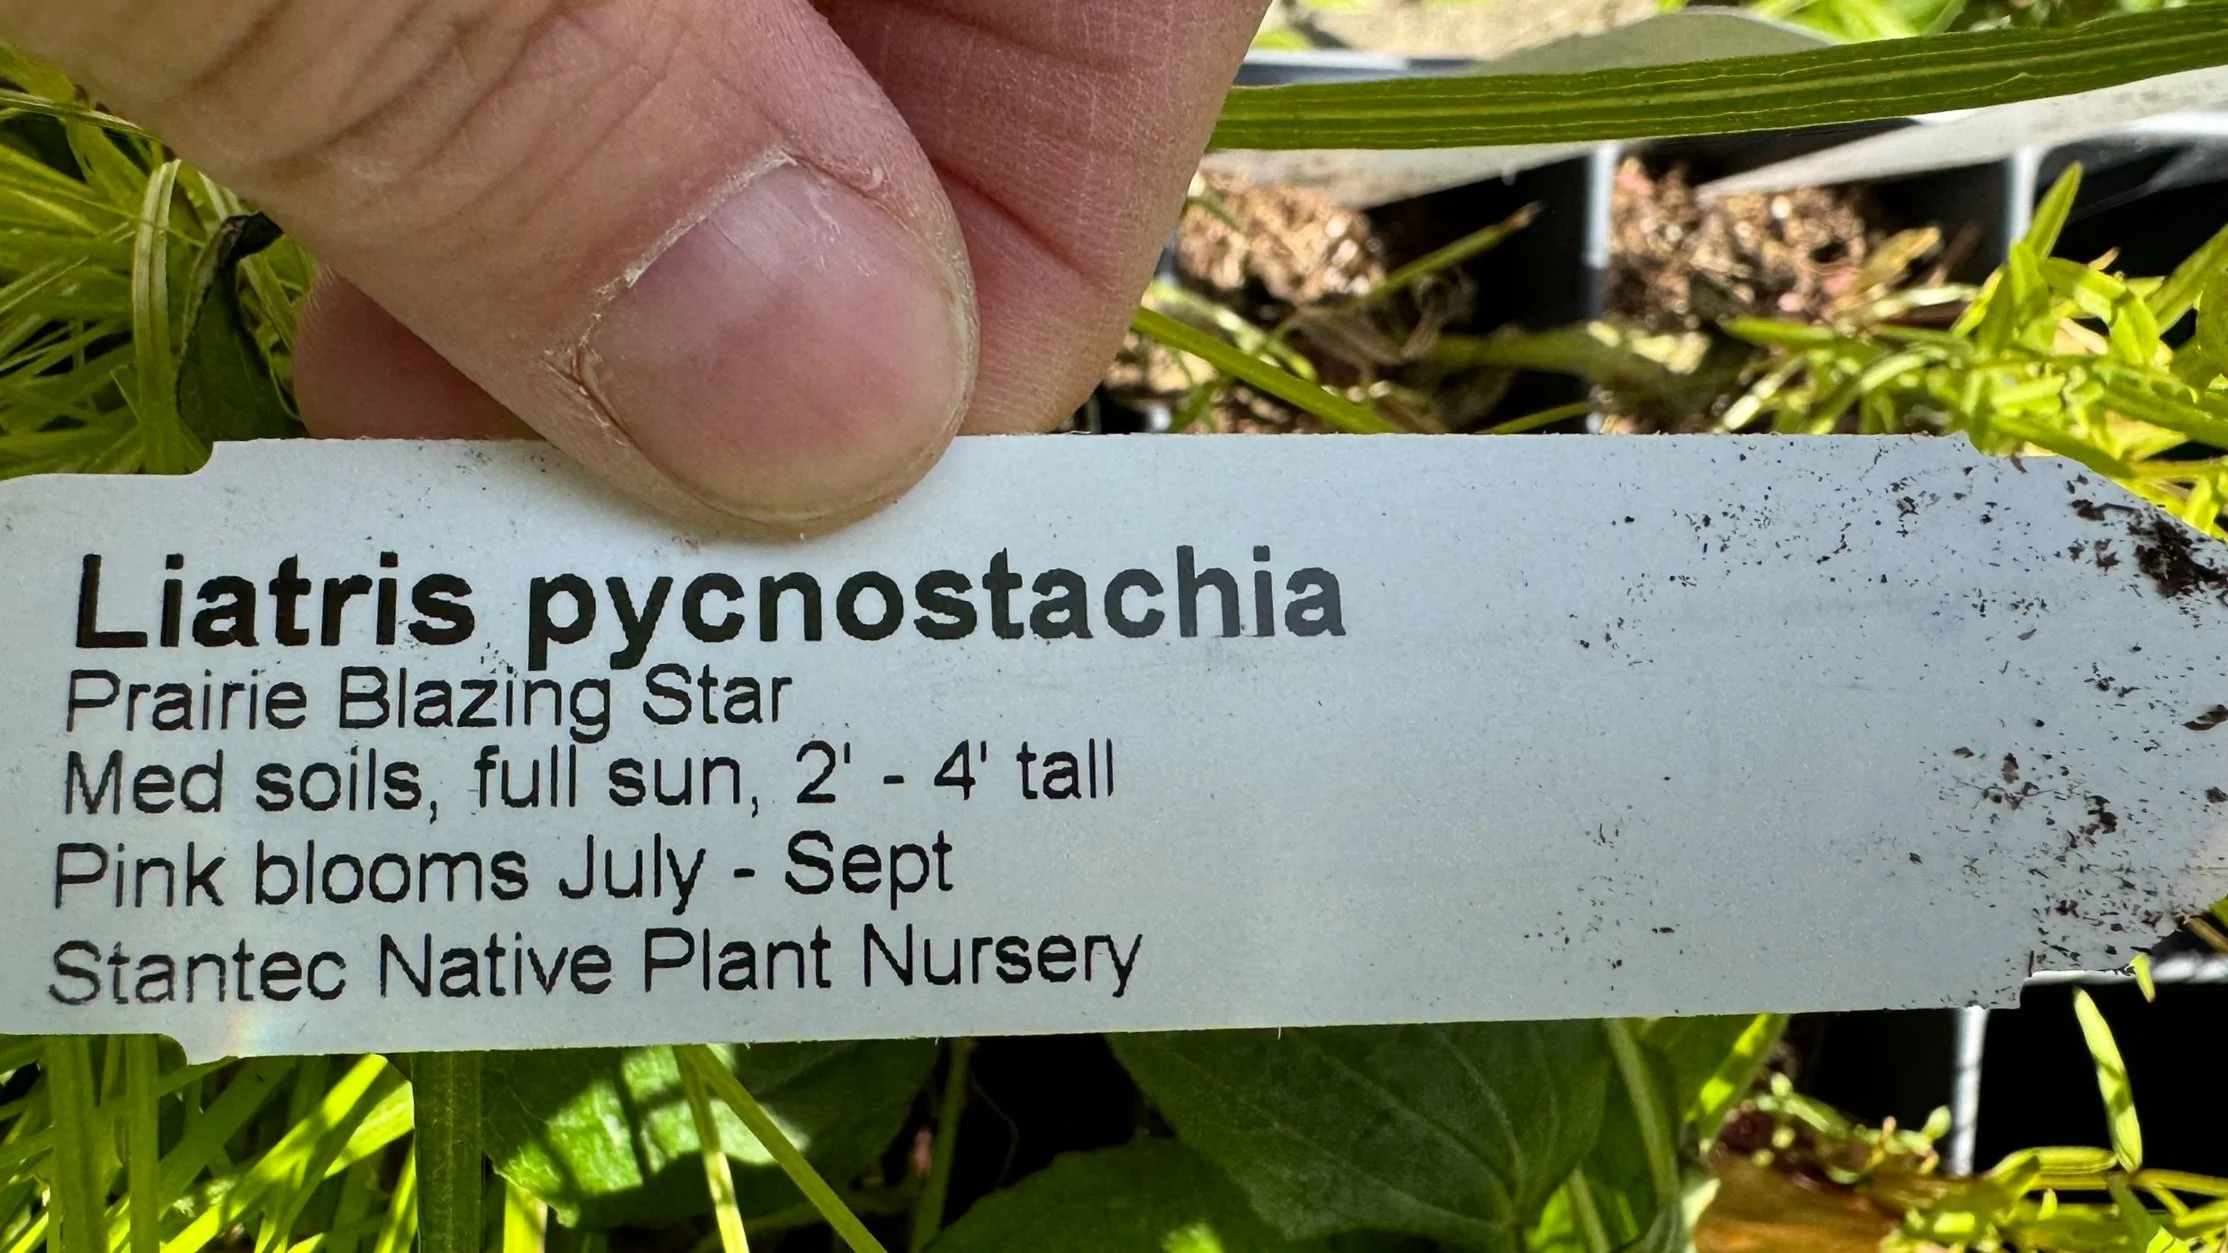 Liatris pycnostachia
Prairie Blazing Star
Med soils, full sun, 2' - 4' tall
Pink blooms July - Sept
Stantec Native Plant Nursery